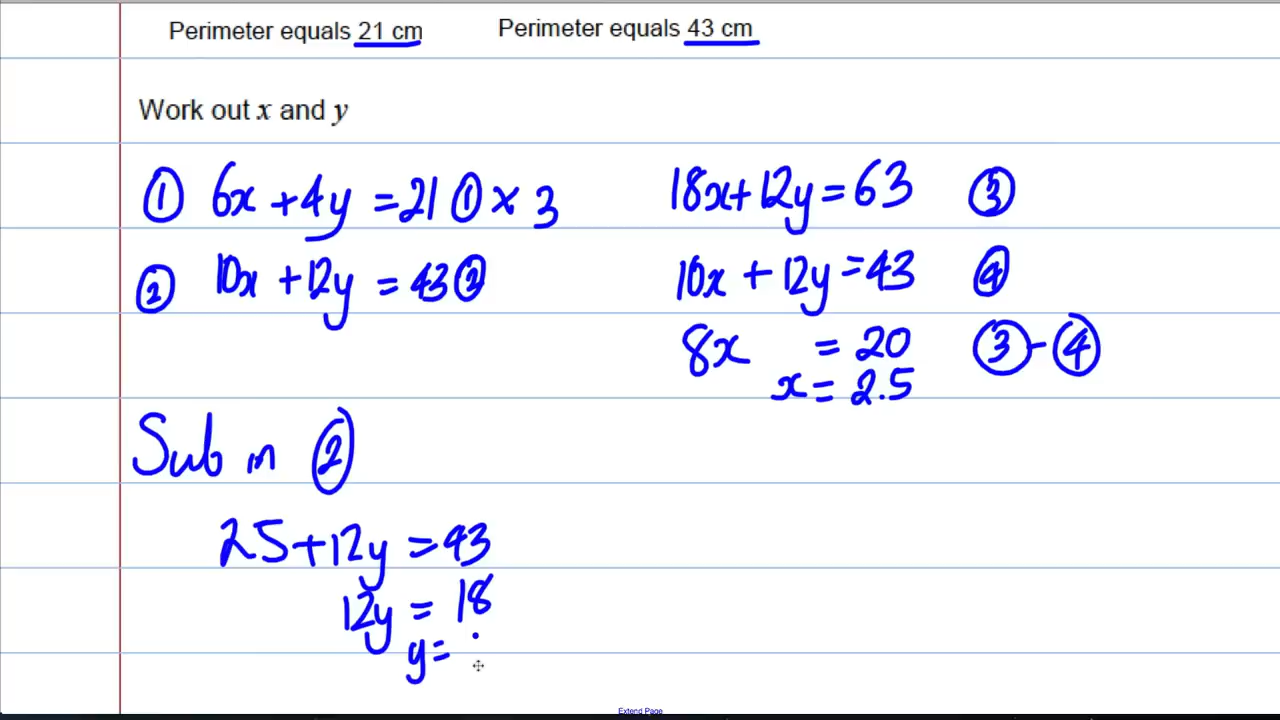 Perimeter equals 21 cm    Perimeter equals 43 cm
Work out x and y
① 6x + 4y = 21 ① × 3    18x + 12y = 63 ③
② 10x + 12y = 43 ②    10x + 12y = 43 ④
8x = 20 ③ - ④
x = 2.5
Sub in ②
25 + 12y = 43
12y = 18
y =
Extend Page